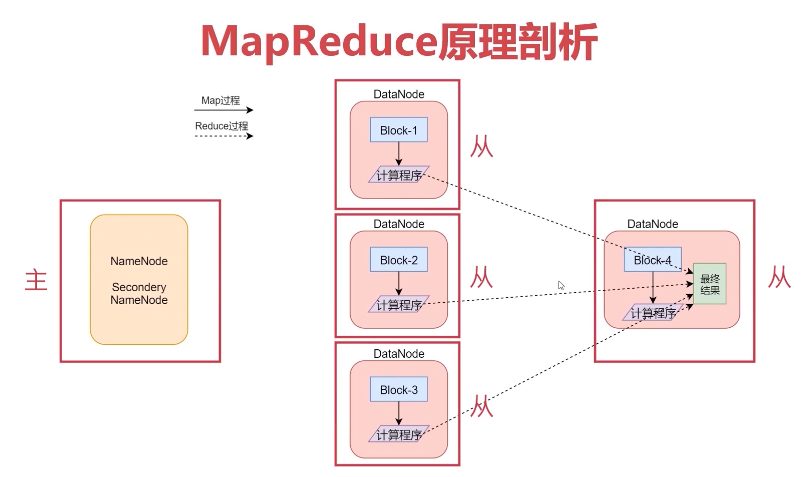 MapReduce原理剖析
Map过程
Reduce过程
主
NameNode
Secondery
NameNode
DataNode
Block-1
计算程序
从
DataNode
Block-2
计算程序
从
DataNode
Block-3
计算程序
从
DataNode
Block-4
计算程序
最终
结果
从